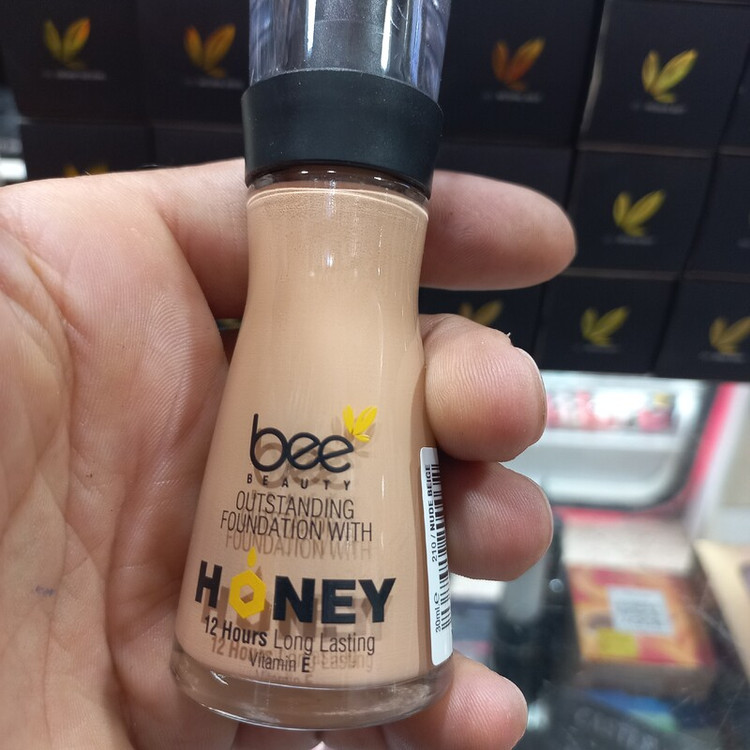 bee
BEAUTY
OUTSTANDING
FOUNDATION WITH
HONEY
12 Hours Long Lasting
Vitamin E
210 / NUDE BEIGE
30ml e